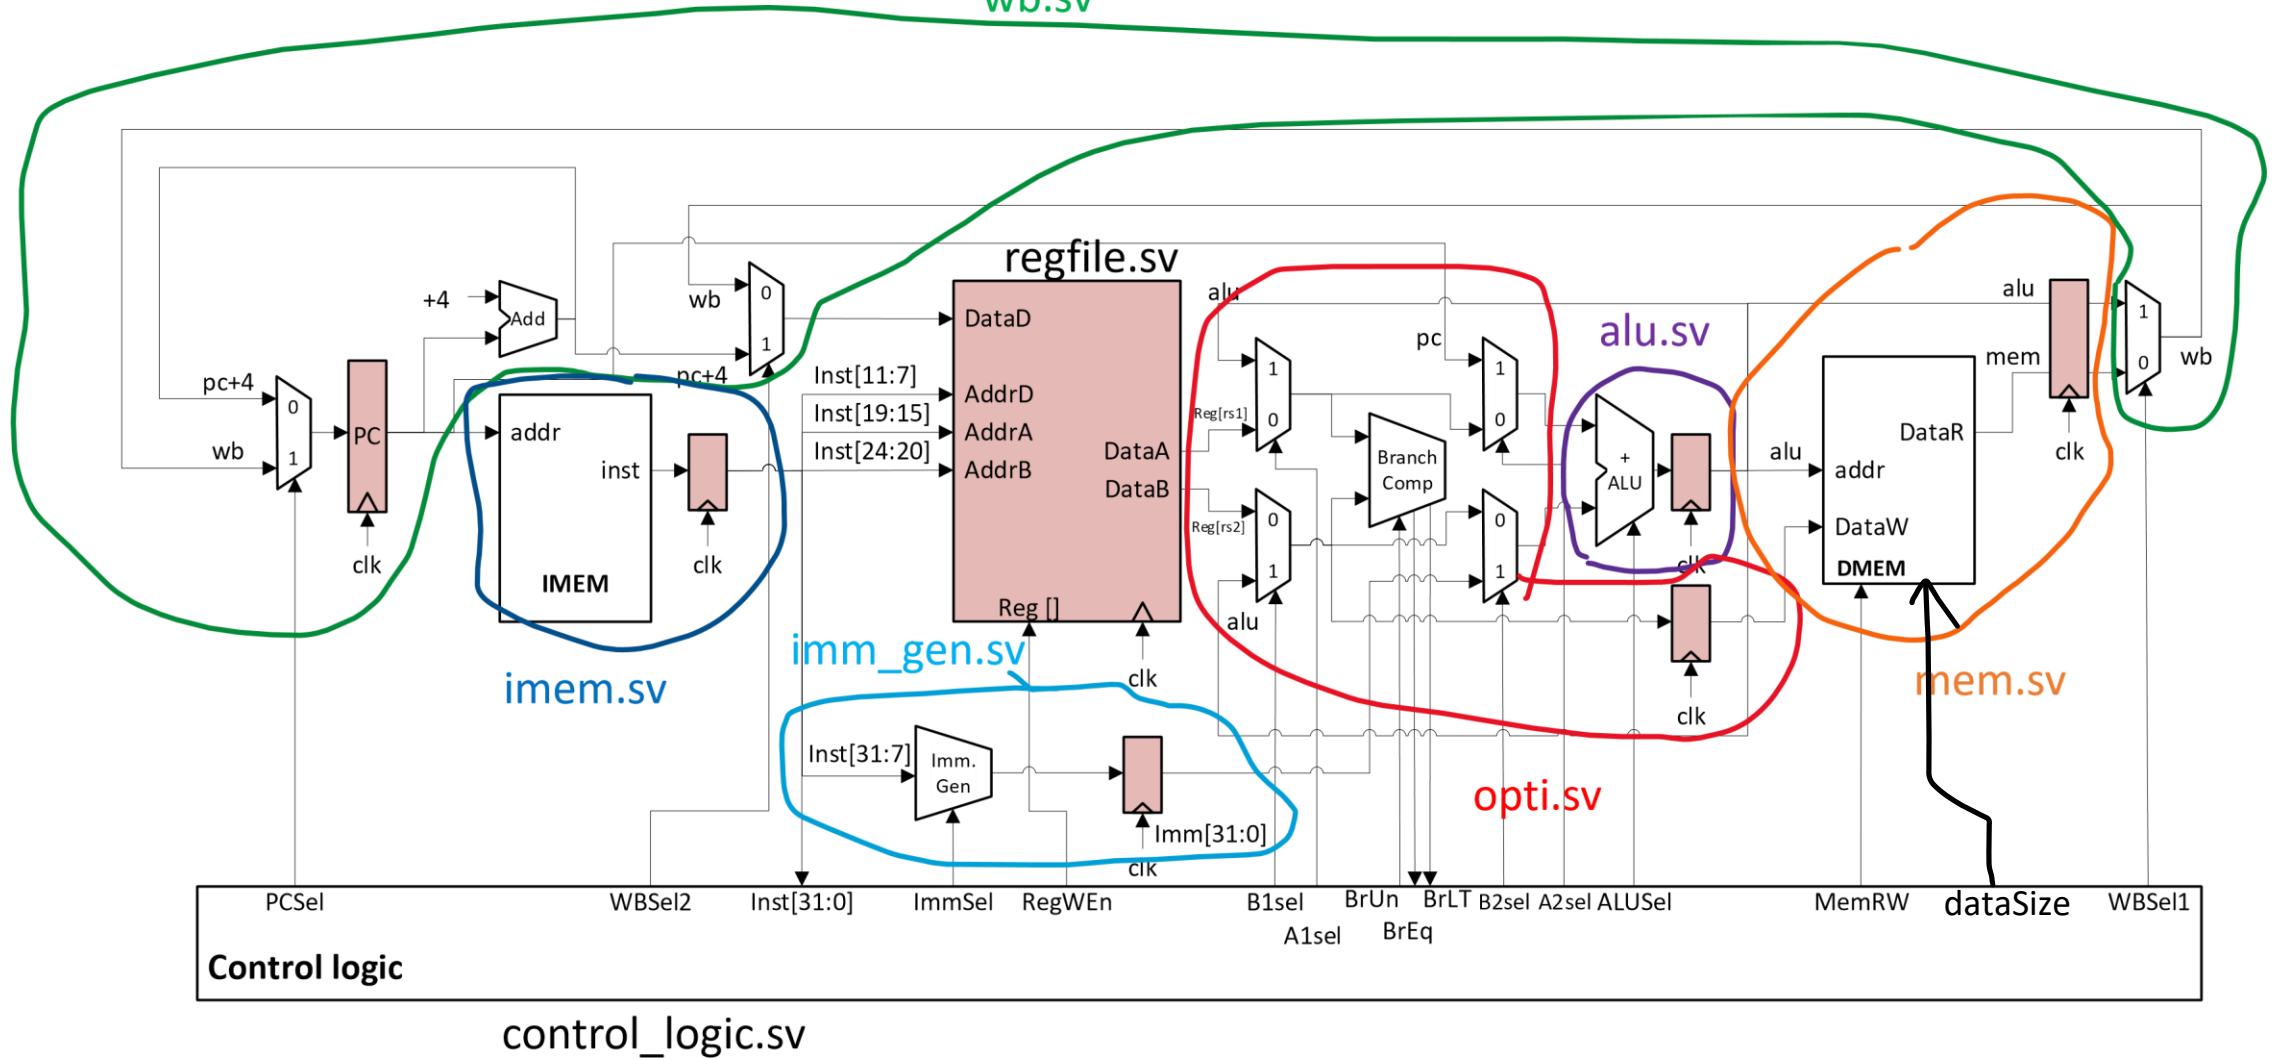 wb.sv
regfile.sv
+4
Add
wb
0
1
pc+4
pc+4
wb
0
1
PC
clk
addr
inst
IMEM
clk
imem.sv
Inst[11:7]
Inst[19:15]
Inst[24:20]
DataD
AddrD
AddrA
AddrB
DataA
DataB
Reg []
clk
alu
Reg[rs1]
1
0
Reg[rs2]
0
1
alu
Branch
Comp
pc
1
0
0
1
alu.sv
+
ALU
clk
clk
opti.sv
alu
addr
DataW
DataR
DMEM
mem.sv
alu
mem
clk
1
0
wb
imm_gen.sv
Inst[31:7]
Imm.
Gen
Imm[31:0]
clk
PCSel
WBSel2
Inst[31:0]
ImmSel
RegWEn
B1sel
A1sel
BrUn
BrEq
BrLT
B2sel
A2sel
ALUSel
MemRW
dataSize
WBSel1
Control logic
control_logic.sv